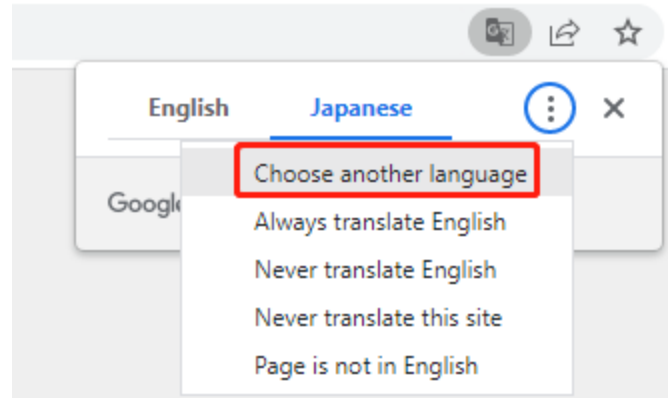 English Japanese
Choose another language
Googl
Always translate English
Never translate English
Never translate this site
Page is not in English